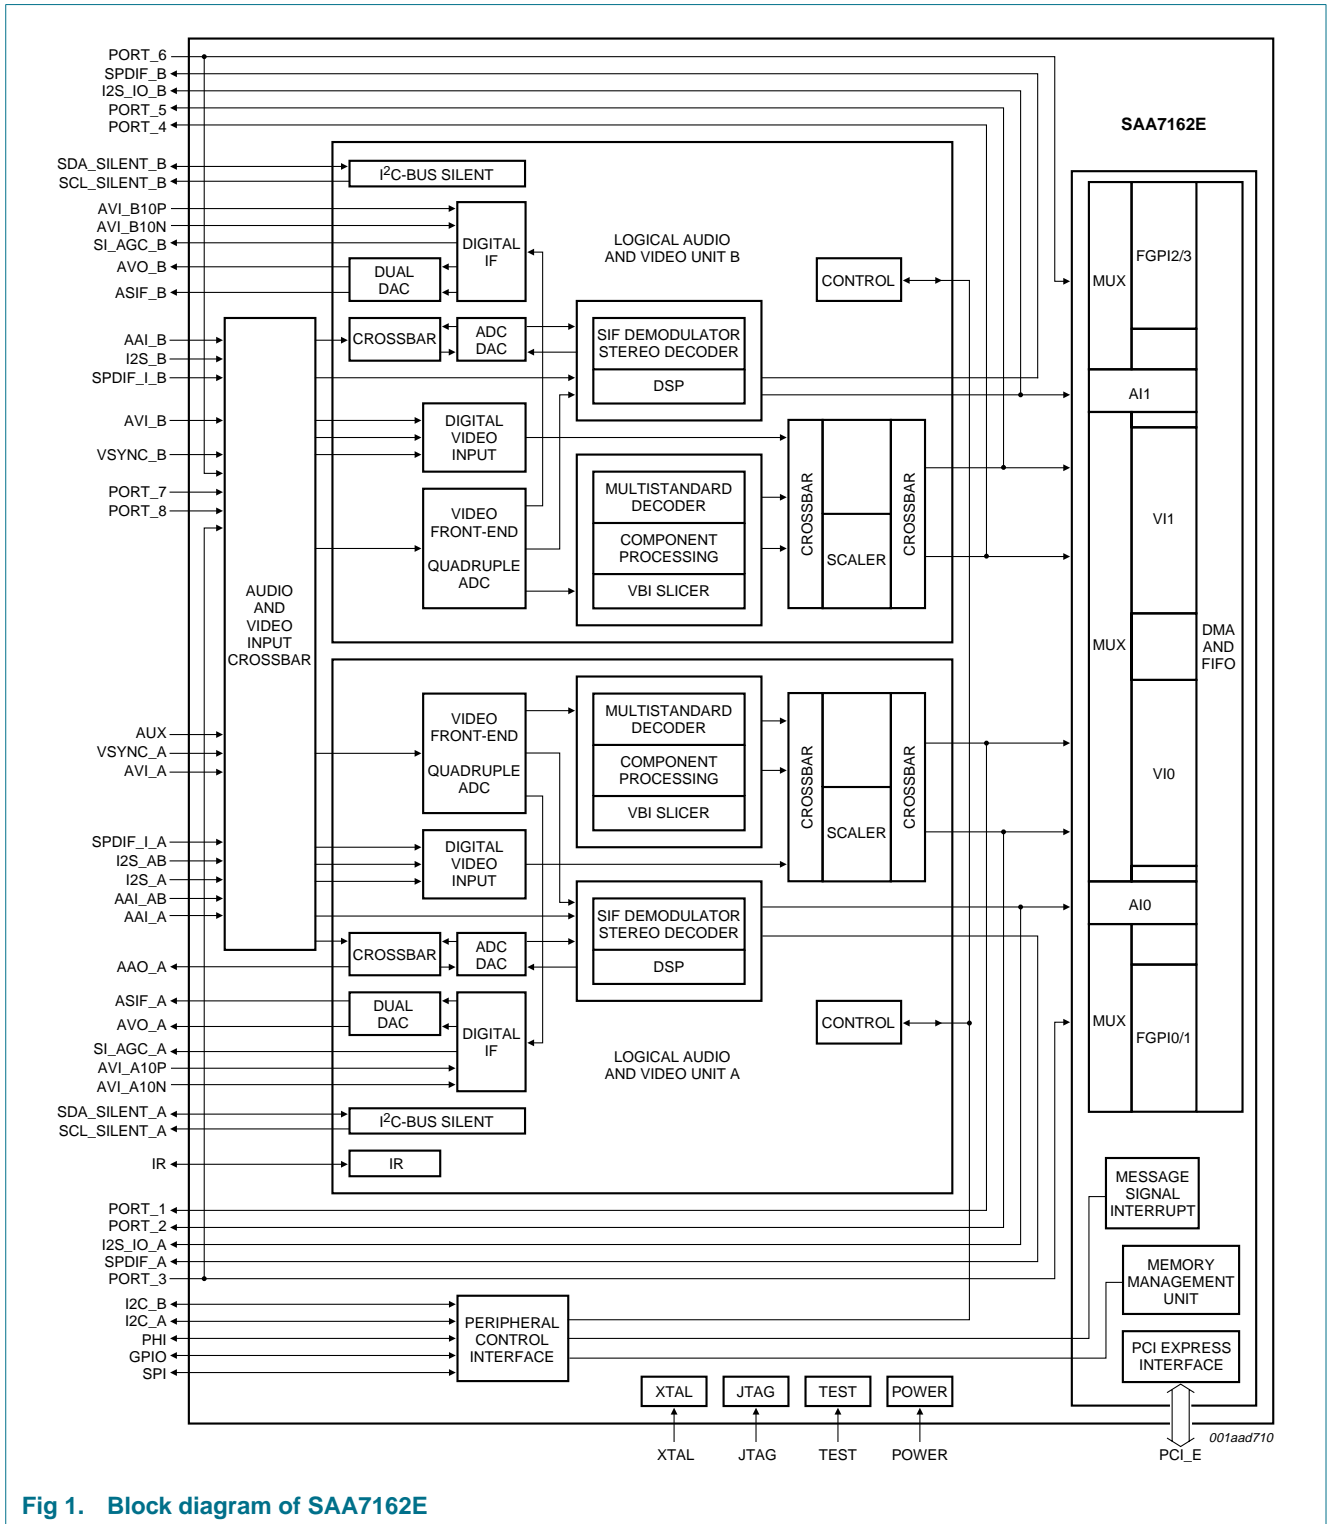 PORT_6
SPDIF_B
I2S_IO_B
PORT_5
PORT_4
SAA7162E
SDA_SILENT_B
SCL_SILENT_B
I2C-BUS SILENT
AVI_B10P
AVI_B10N
SI_AGC_B
AVO_B
ASIF_B
DIGITAL
IF
DUAL
DAC
LOGICAL AUDIO
AND VIDEO UNIT B
CONTROL
MUX
FGPI2/3
AAI_B
I2S_B
SPDIF_I_B
CROSSBAR
ADC
DAC
SIF DEMODULATOR
STEREO DECODER
DSP
AI1
AVI_B
VSYNC_B
PORT_7
PORT_8
DIGITAL
VIDEO
INPUT
VIDEO
FRONT-END
QUADRUPLE
ADC
MULTISTANDARD
DECODER
COMPONENT
PROCESSING
VBI SLICER
CROSSBAR
SCALER
CROSSBAR
VI1
AUDIO
AND
VIDEO
INPUT
CROSSBAR
MUX
DMA
AND
FIFO
AUX
VSYNC_A
AVI_A
VIDEO
FRONT-END
QUADRUPLE
ADC
MULTISTANDARD
DECODER
COMPONENT
PROCESSING
VBI SLICER
CROSSBAR
SCALER
CROSSBAR
VI0
SPDIF_I_A
I2S_AB
I2S_A
AAI_AB
AAI_A
DIGITAL
VIDEO
INPUT
SIF DEMODULATOR
STEREO DECODER
DSP
AI0
AAO_A
CROSSBAR
ADC
DAC
ASIF_A
AVO_A
SI_AGC_A
AVI_A10P
AVI_A10N
DUAL
DAC
DIGITAL
IF
LOGICAL AUDIO
AND VIDEO UNIT A
CONTROL
MUX
FGPI0/1
SDA_SILENT_A
SCL_SILENT_A
I2C-BUS SILENT
IR
IR
MESSAGE
SIGNAL
INTERRUPT
PORT_1
PORT_2
I2S_IO_A
SPDIF_A
PORT_3
MEMORY
MANAGEMENT
UNIT
I2C_B
I2C_A
PHI
GPIO
SPI
PERIPHERAL
CONTROL
INTERFACE
PCI EXPRESS
INTERFACE
XTAL
JTAG
TEST
POWER
XTAL
JTAG
TEST
POWER
PCI_E
001aad710
Fig 1. Block diagram of SAA7162E